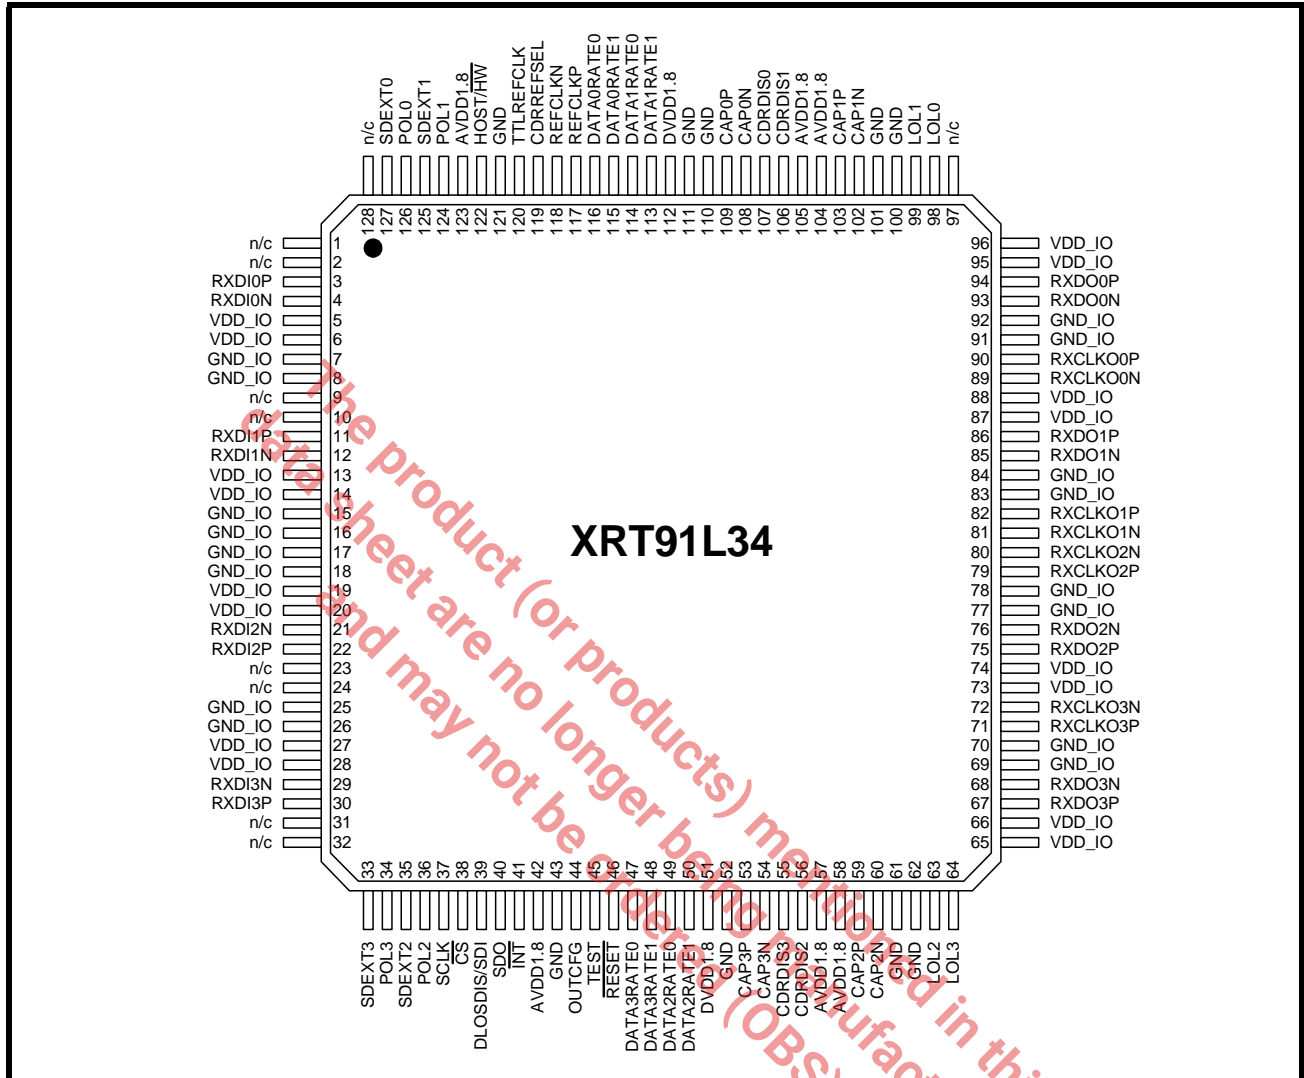 n/c
SDEXT0
POL0
SDEXT1
POL1
AVDD1.8
HOST/HW
GND
TTLREFCLK
CDRREFSEL
REFCLKN
REFCLKP
DATA0RATE0
DATA0RATE1
DATA1RATE0
DATA1RATE1
DVDD1.8
GND
GND
CAP0P
CAP0N
CDRDIS0
CDRDIS1
AVDD1.8
AVDD1.8
CAP1P
CAP1N
GND
GND
LOL1
LOL0
n/c
128
127
126
125
124
123
122
121
120
119
118
117
116
115
114
113
112
111
110
109
108
107
106
105
104
103
102
101
100
99
98
97
n/c 1
n/c 2
RXDI0P 3
RXDI0N 4
VDD_IO 5
VDD_IO 6
GND_IO 7
GND_IO 8
n/c 9
n/c 10
RXDI1P 11
RXDI1N 12
VDD_IO 13
VDD_IO 14
GND_IO 15
GND_IO 16
GND_IO 17
GND_IO 18
VDD_IO 19
VDD_IO 20
RXDI2N 21
RXDI2P 22
n/c 23
n/c 24
GND_IO 25
GND_IO 26
VDD_IO 27
VDD_IO 28
RXDI3N 29
RXDI3P 30
n/c 31
n/c 32
XRT91L34
96 VDD_IO
95 VDD_IO
94 RXDO0P
93 RXDO0N
92 GND_IO
91 GND_IO
90 RXCLKO0P
89 RXCLKO0N
88 VDD_IO
87 VDD_IO
86 RXDO1P
85 RXDO1N
84 GND_IO
83 GND_IO
82 RXCLKO1P
81 RXCLKO1N
80 RXCLKO2N
79 RXCLKO2P
78 GND_IO
77 GND_IO
76 RXDO2N
75 RXDO2P
74 VDD_IO
73 VDD_IO
72 RXCLKO3N
71 RXCLKO3P
70 GND_IO
69 GND_IO
68 RXDO3N
67 RXDO3P
66 VDD_IO
65 VDD_IO
33
34
35
36
37
38
39
40
41
42
43
44
45
46
47
48
49
50
51
52
53
54
55
56
57
58
59
60
61
62
63
64
SDEXT3
POL3
SDEXT2
POL2
SCLK
CS
DLOSDIS/SDI
SDO
INT
AVDD1.8
GND
OUTCFG
TEST
RESET
DATA3RATE0
DATA3RATE1
DATA2RATE0
DATA2RATE1
DVDD1.8
GND
CAP3P
CAP3N
CDRDIS3
CDRDIS2
AVDD1.8
AVDD1.8
CAP2P
CAP2N
GND
GND
LOL2
LOL3
The product (or products) mentioned in thi
data sheet are no longer being manufac
and may not be ordered (OBS)